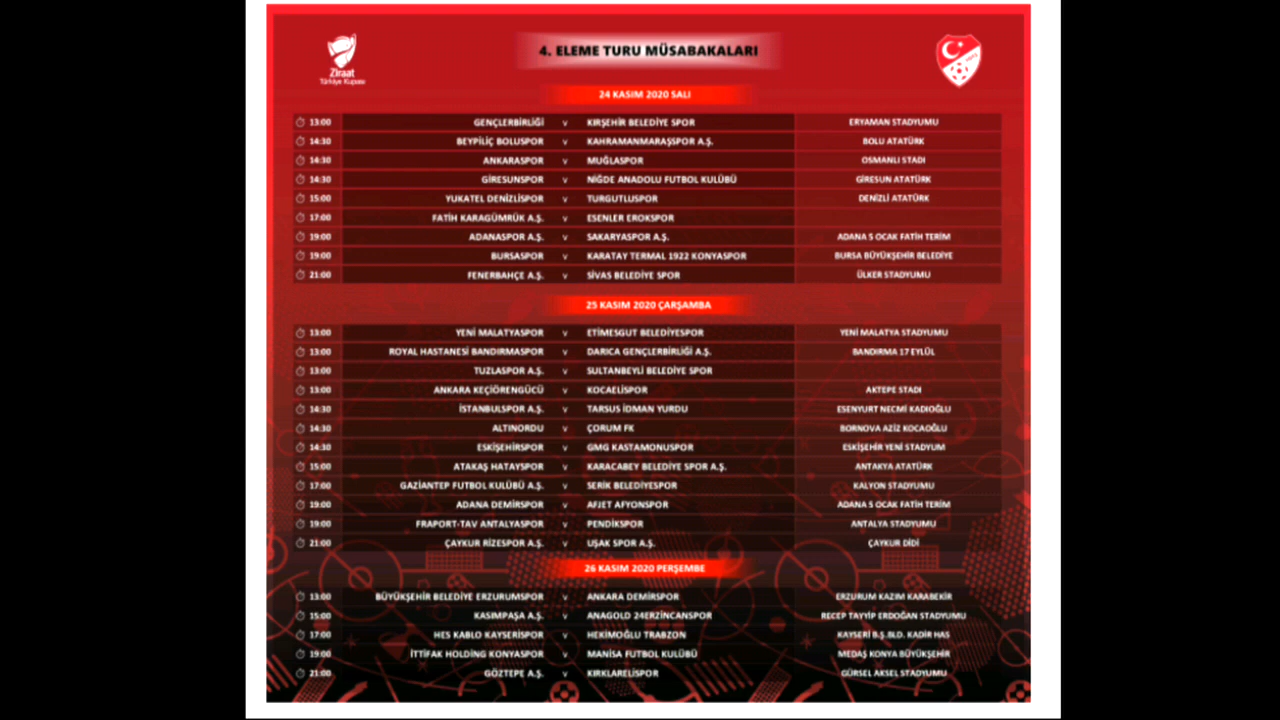 Ziraat
Türkiye Kupası
4. ELEME TURU MÜSABAKALARI
24 KASIM 2020 SALI
13:00 GENÇLERBİRLİĞİ v KIRŞEHİR BELEDİYE SPOR ERYAMAN STADYUMU
14:30 BEYPİLİÇ BOLUSPOR v KAHRAMANMARAŞSPOR A.Ş. BOLU ATATÜRK
14:30 ANKARASPOR v MUĞLASPOR OSMANLI STADI
14:30 GİRESUNSPOR v NİĞDE ANADOLU FUTBOL KULÜBÜ GİRESUN ATATÜRK
15:00 YUKATEL DENİZLİSPOR v TURGUTLUSPOR DENİZLİ ATATÜRK
17:00 FATİH KARAGÜMRÜK A.Ş. v ESENLER EROKSPOR
19:00 ADANASPOR A.Ş. v SAKARYASPOR A.Ş. ADANA 5 OCAK FATİH TERİM
19:00 BURSASPOR v KARATAY TERMAL 1922 KONYASPOR BURSA BÜYÜKŞEHİR BELEDİYE
21:00 FENERBAHÇE A.Ş. v SİVAS BELEDİYE SPOR ÜLKER STADYUMU
25 KASIM 2020 ÇARŞAMBA
13:00 YENİ MALATYASPOR v ETİMESGUT BELEDİYESPOR YENİ MALATYA STADYUMU
13:00 ROYAL HASTANESİ BANDIRMASPOR v DARICA GENÇLERBİRLİĞİ A.Ş. BANDIRMA 17 EYLÜL
13:00 TUZLASPOR A.Ş. v SULTANBEYLİ BELEDİYE SPOR
13:00 ANKARA KEÇİÖRENGÜCÜ v KOCAELİSPOR AKTEPE STADI
14:30 İSTANBULSPOR A.Ş. v TARSUS İDMAN YURDU ESENYURT NECMİ KADIOĞLU
14:30 ALTINORDU v ÇORUM FK BORNOVA AZİZ KOCAOĞLU
14:30 ESKİŞEHİRSPOR v GMG KASTAMONUSPOR ESKİŞEHİR YENİ STADYUM
15:00 ATAKAŞ HATAYSPOR v KARACABEY BELEDİYE SPOR A.Ş. ANTAKYA ATATÜRK
17:00 GAZİANTEP FUTBOL KULÜBÜ A.Ş. v SERİK BELEDİYESPOR KALYON STADYUMU
19:00 ADANA DEMİRSPOR v AFJET AFYONSPOR ADANA 5 OCAK FATİH TERİM
19:00 FRAPORT-TAV ANTALYASPOR v PENDİKSPOR ANTALYA STADYUMU
21:00 ÇAYKUR RİZESPOR A.Ş. v UŞAK SPOR A.Ş. ÇAYKUR DİDİ
26 KASIM 2020 PERŞEMBE
13:00 BÜYÜKŞEHİR BELEDİYE ERZURUMSPOR v ANKARA DEMİRSPOR ERZURUM KAZIM KARABEKİR
15:00 KASIMPAŞA A.Ş. v ANAGOLD 24ERZİNCANSPOR RECEP TAYYİP ERDOĞAN STADYUMU
17:00 HES KABLO KAYSERİSPOR v HEKİMOĞLU TRABZON KAYSERİ B.Ş.BLD. KADİR HAS
19:00 İTTİFAK HOLDİNG KONYASPOR v MANİSA FUTBOL KULÜBÜ MEDAŞ KONYA BÜYÜKŞEHİR
21:00 GÖZTEPE A.Ş. v KIRKLARELİSPOR GÜRSEL AKSEL STADYUMU